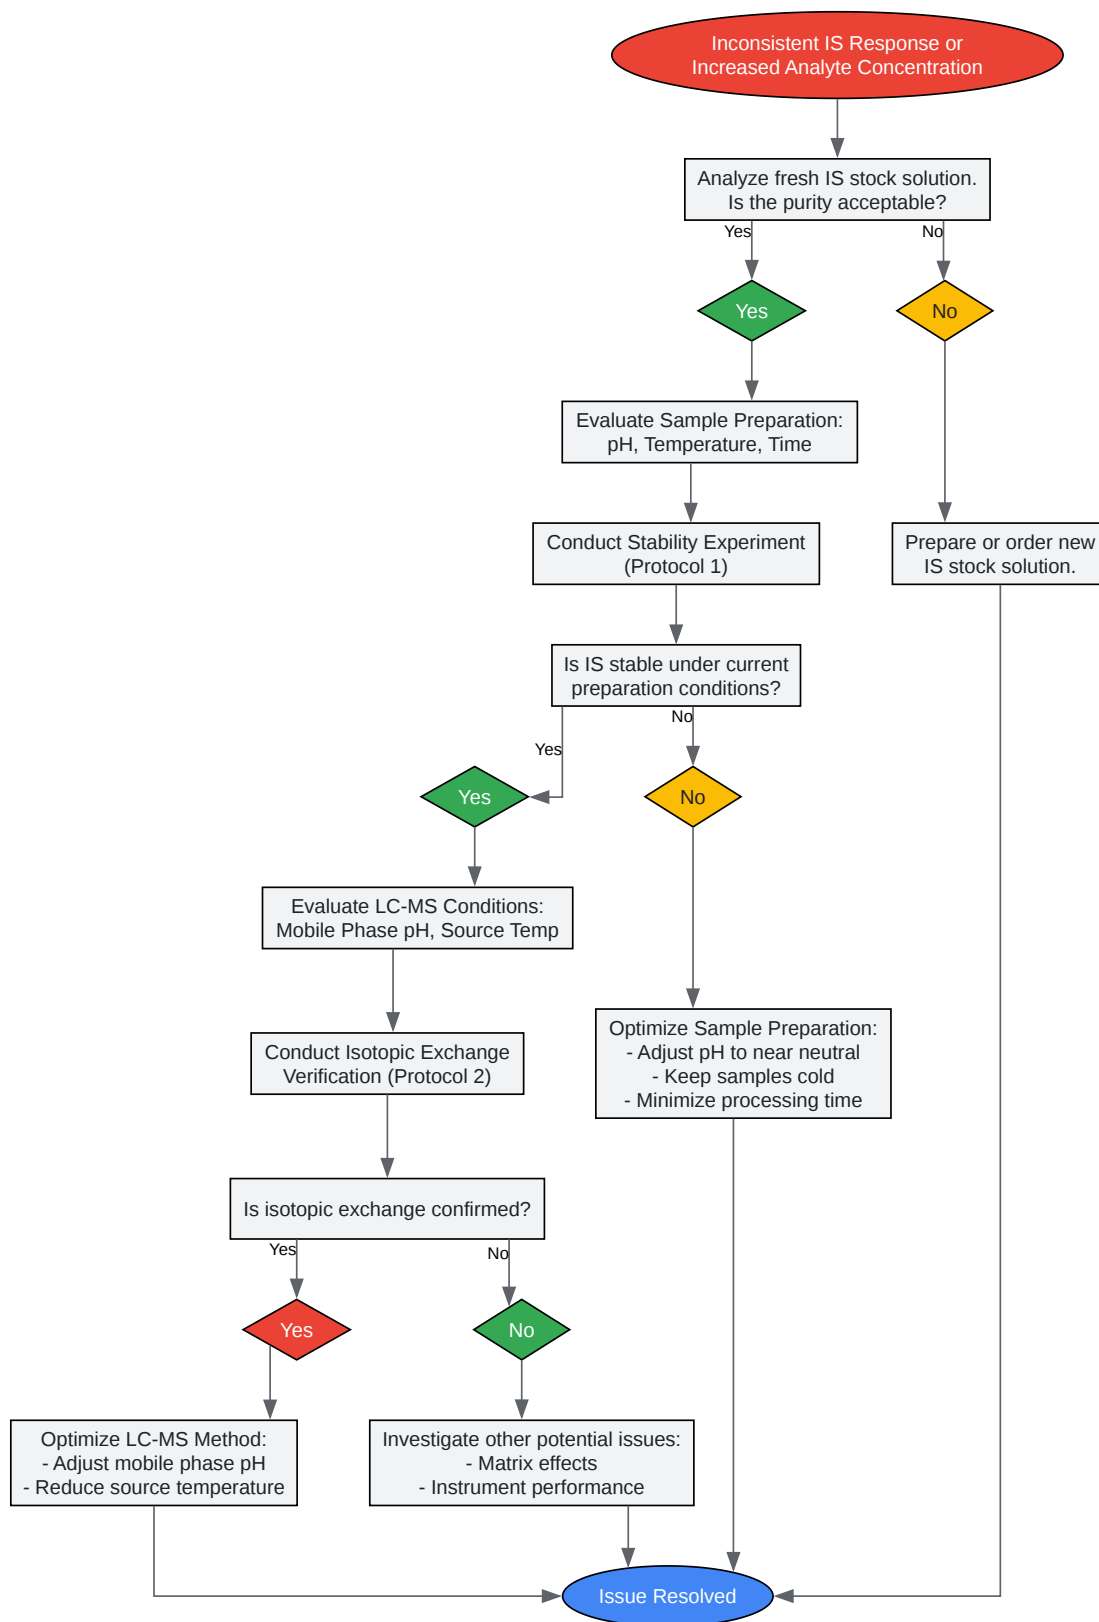 Inconsistent IS Response or
Increased Analyte Concentration
Analyze fresh IS stock solution.
Is the purity acceptable?
Yes
No
Yes
No
Evaluate Sample Preparation:
pH, Temperature, Time
Conduct Stability Experiment
(Protocol 1)
Prepare or order new
IS stock solution.
Is IS stable under current
preparation conditions?
Yes
No
Yes
No
Evaluate LC-MS Conditions:
Mobile Phase pH, Source Temp
Optimize Sample Preparation:
- Adjust pH to near neutral
- Keep samples cold
- Minimize processing time
Conduct Isotopic Exchange
Verification (Protocol 2)
Is isotopic exchange confirmed?
Yes
No
Yes
No
Optimize LC-MS Method:
- Adjust mobile phase pH
- Reduce source temperature
Investigate other potential issues:
- Matrix effects
- Instrument performance
Issue Resolved